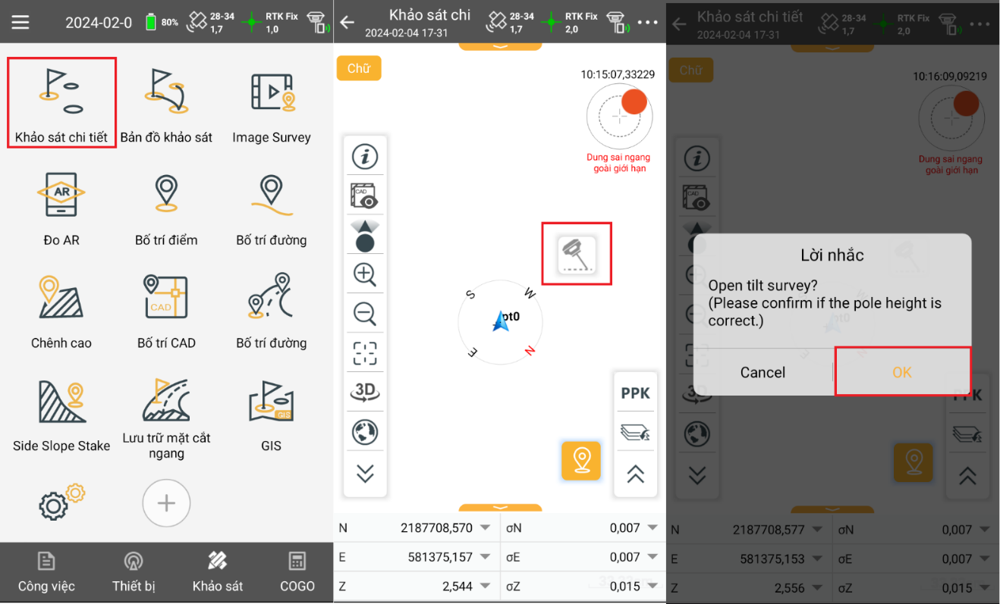 2024-02-0 80% 28-34 1,7 RTK Fix 1,0
Khảo sát chi tiết
Bản đồ khảo sát
Image Survey
AR
Đo AR
Bố trí điểm
Bố trí đường
Chênh cao
CAD
Bố trí CAD
Bố trí đường
Side Slope Stake
Lưu trữ mặt cắt
ngang
GIS
GIS
Công việc
Thiết bị
Khảo sát
COGO
Khảo sát chi
2024-02-04 17-31
28-34
1,7
RTK Fix
2,0
Chữ
10:15:07,33229
Dung sai ngang
goài giới hạn
CAD
S
W
pt0
E
N
3D
PPK
N 2187708,570 σN 0,007
E 581375,157 σE 0,007
Z 2,544 σZ 0,015
Khảo sát chi tiết
2024-02-04 17-31
28-34
1,7
RTK Fix
2,0
Chữ
10:16:09,09219
Dung sai ngang
goài giới hạn
CAD
Lời nhắc
Open tilt survey?
(Please confirm if the pole height is
correct.)
Cancel
OK
3D
N 2187708,577 σN 0,007
E 581375,153 σE 0,007
Z 2,556 σZ 0,015